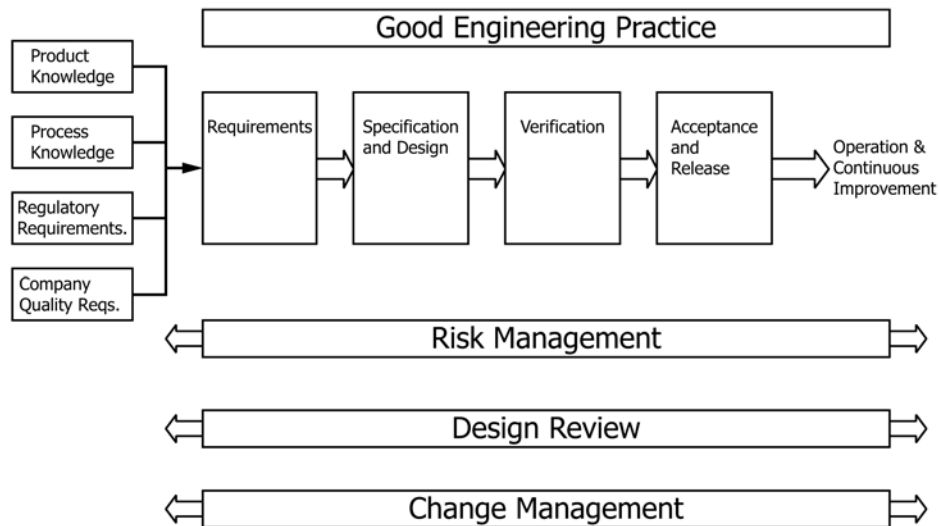 Good Engineering Practice
Product
Knowledge
Process
Knowledge
Regulatory
Requirements.
Company
Quality Reqs.
Requirements
Specification
and Design
Verification
Acceptance
and
Release
Operation &
Continuous
Improvement
Risk Management
Design Review
Change Management